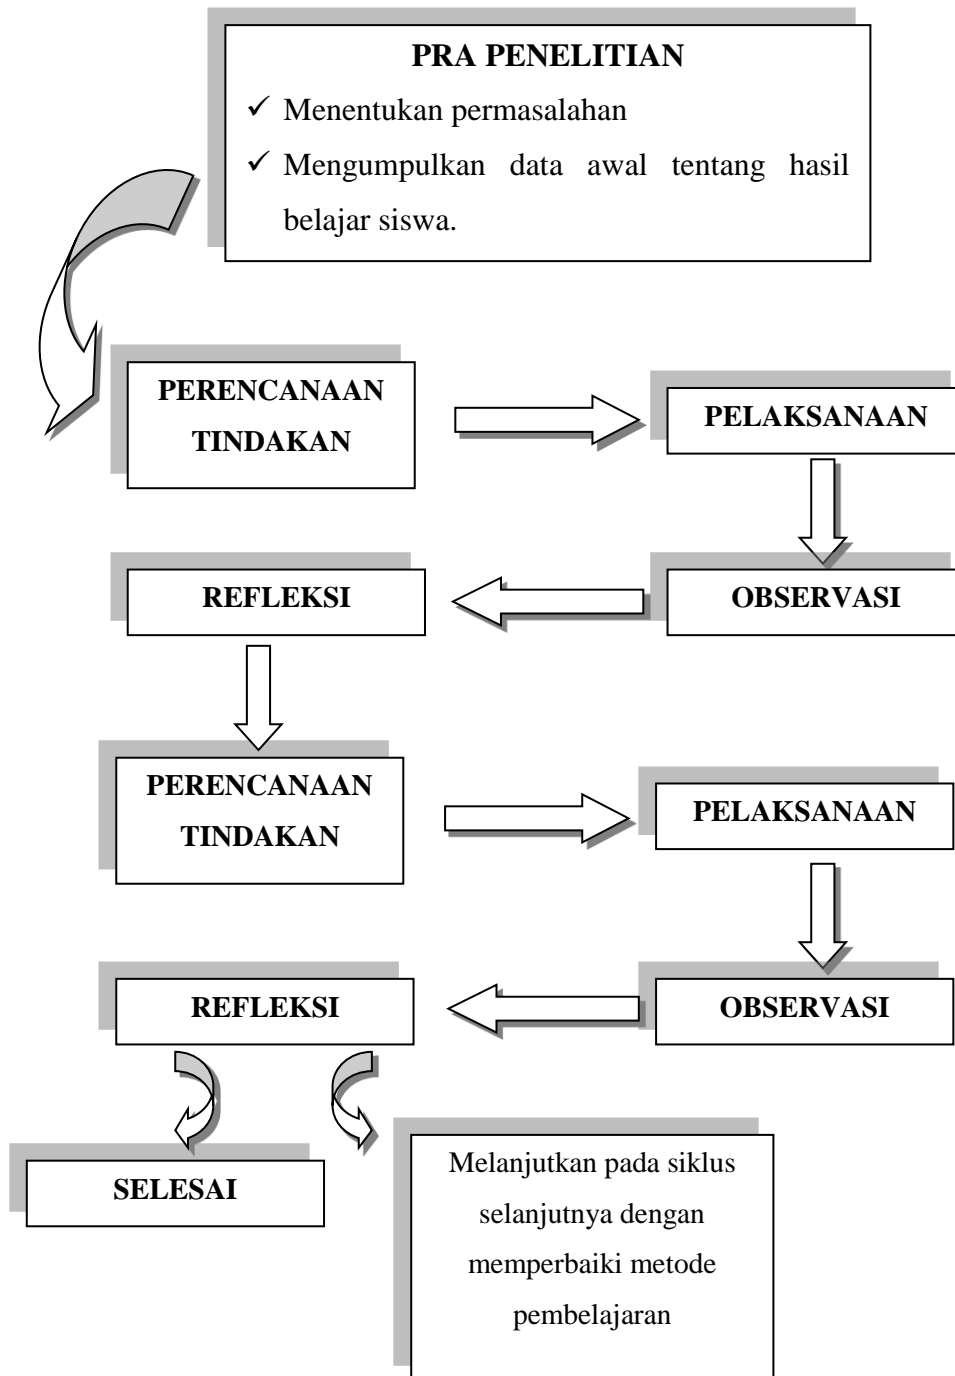 PRA PENELITIAN
✓ Menentukan permasalahan
✓ Mengumpulkan data awal tentang hasil
belajar siswa.
PERENCANAAN
TINDAKAN
PELAKSANAAN
REFLEKSI
OBSERVASI
PERENCANAAN
TINDAKAN
PELAKSANAAN
REFLEKSI
OBSERVASI
SELESAI
Melanjutkan pada siklus
selanjutnya dengan
memperbaiki metode
pembelajaran